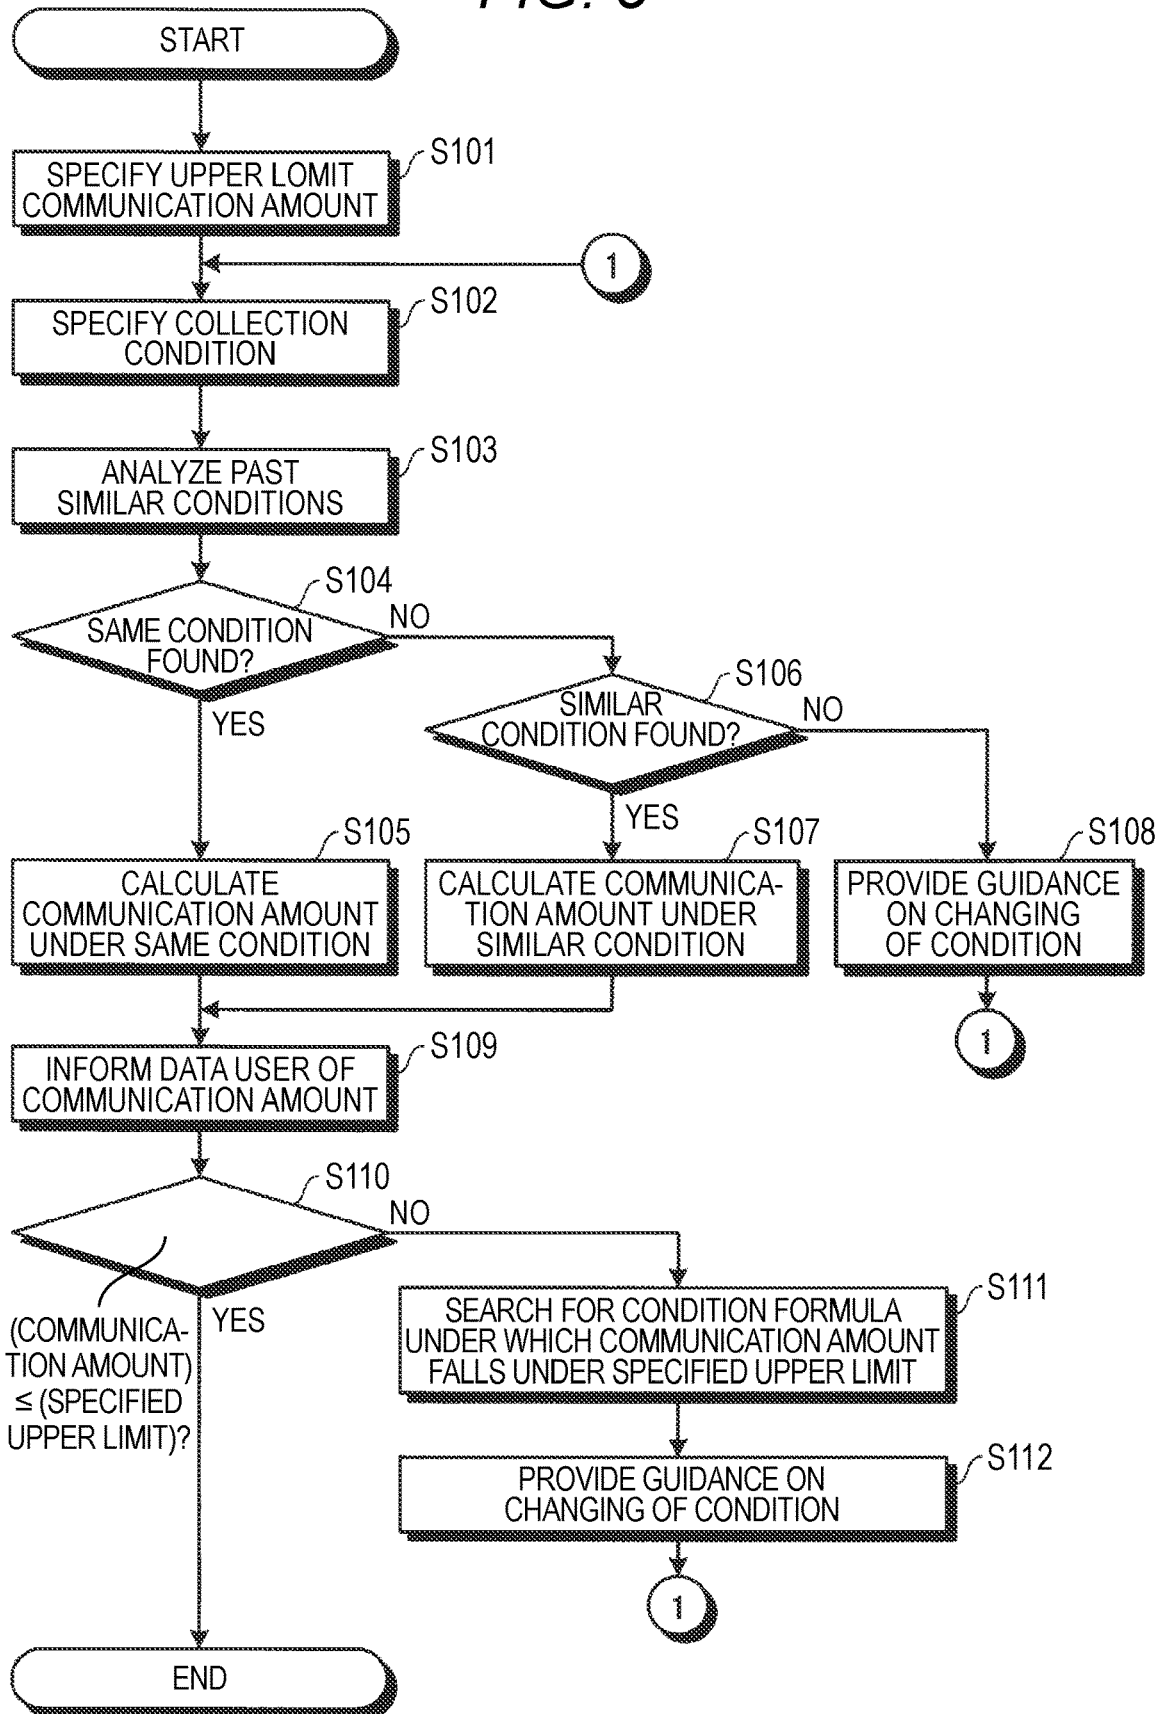 START
S101
SPECIFY UPPER LOMIT
COMMUNICATION AMOUNT
1
S102
SPECIFY COLLECTION
CONDITION
S103
ANALYZE PAST
SIMILAR CONDITIONS
S104
SAME CONDITION
FOUND?
NO
YES
S106
SIMILAR
CONDITION FOUND?
NO
YES
S105
CALCULATE
COMMUNICATION AMOUNT
UNDER SAME CONDITION
S107
CALCULATE COMMUNICA-
TION AMOUNT UNDER
SIMILAR CONDITION
S108
PROVIDE GUIDANCE
ON CHANGING
OF CONDITION
1
S109
INFORM DATA USER OF
COMMUNICATION AMOUNT
S110
NO
YES
(COMMUNICA-
TION AMOUNT)
≤ (SPECIFIED
UPPER LIMIT)?
S111
SEARCH FOR CONDITION FORMULA
UNDER WHICH COMMUNICATION AMOUNT
FALLS UNDER SPECIFIED UPPER LIMIT
S112
PROVIDE GUIDANCE ON
CHANGING OF CONDITION
1
END